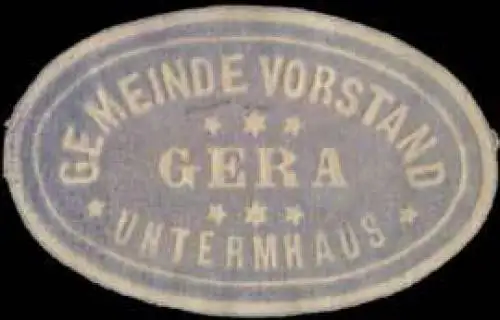 GEMEINDE VORSTAND
GERA
UNTERMHAUS